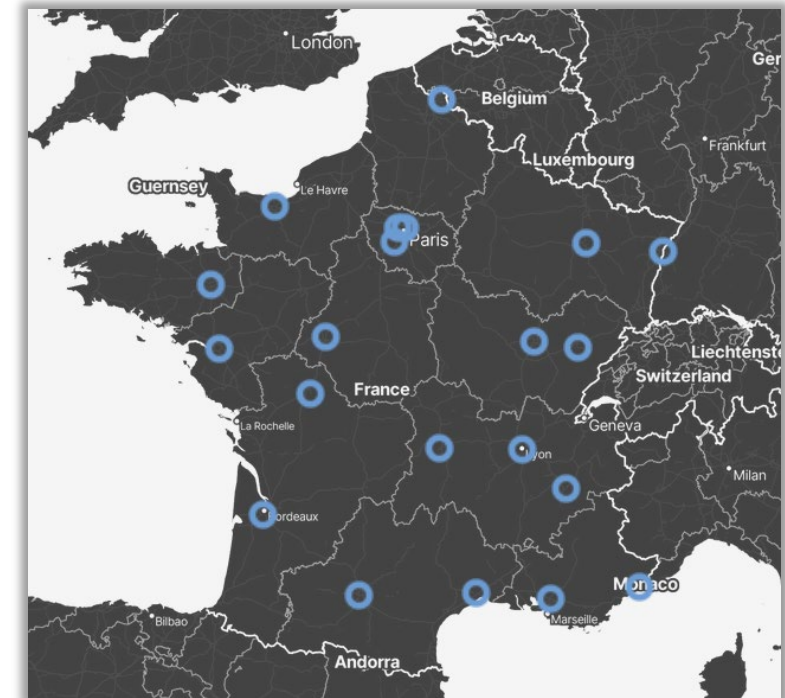 London
Ger
Belgium
Frankfurt
Luxembourg
Guernsey
Le Havre
Paris
Liechtenste
Switzerland
France
Geneva
La Rochelle
Lyon
Milan
Bordeaux
Monaco
Marseille
Bilbao
Andorra